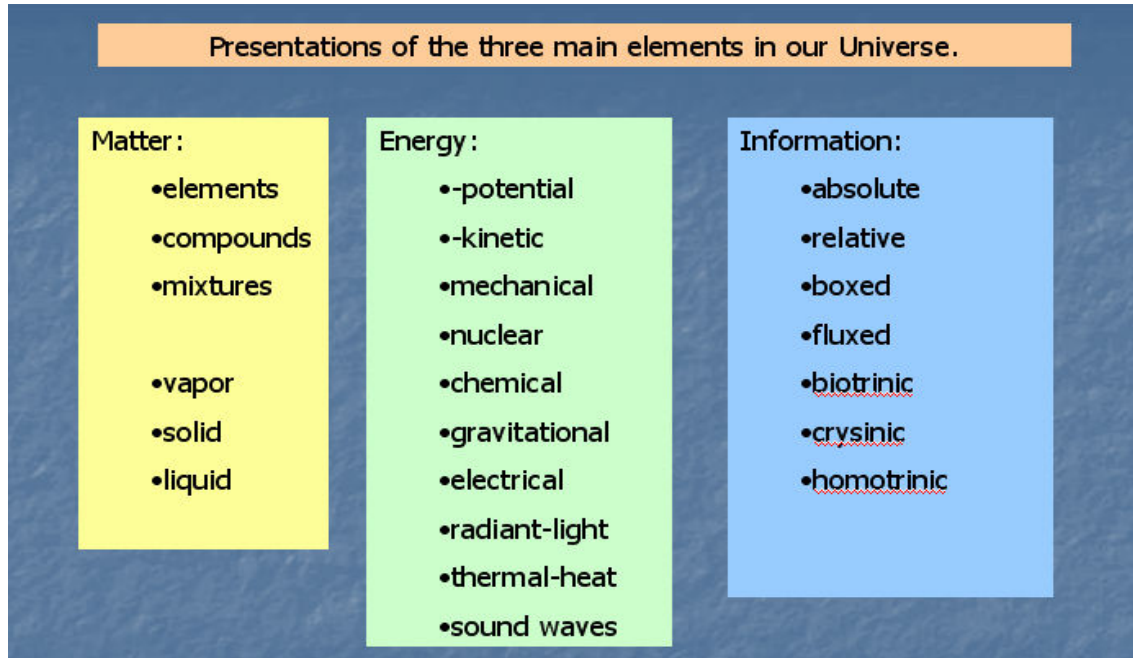 Presentations of the three main elements in our Universe.
Matter:
•elements
•compounds
•mixtures
•vapor
•solid
•liquid
Energy:
•-potential
•-kinetic
•mechanical
•nuclear
•chemical
•gravitational
•electrical
•radiant-light
•thermal-heat
•sound waves
Information:
•absolute
•relative
•boxed
•fluxed
•biotrinic
•crysinic
•homotrinic